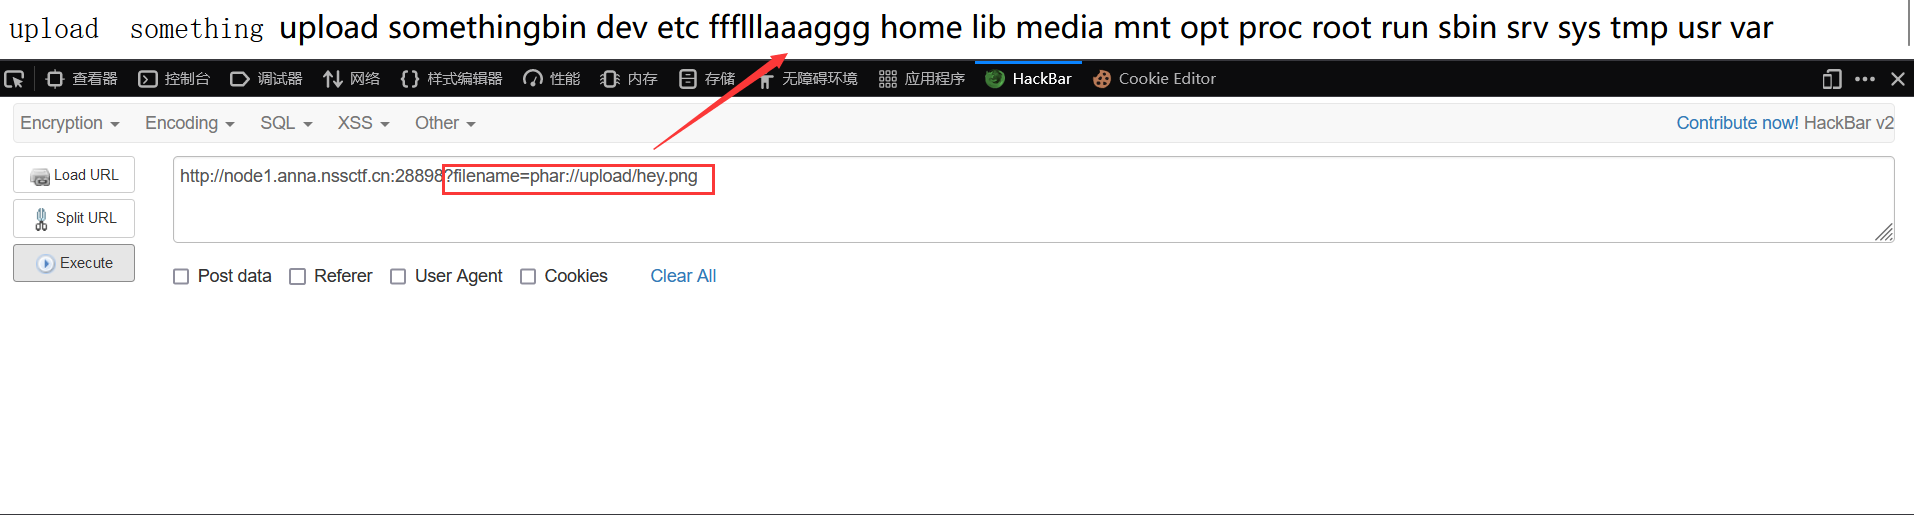 upload something upload somethingbin dev etc ffflllaaaggg home lib media mnt opt proc root run sbin srv sys tmp usr var
查看器 控制台 调试器 网络 样式编辑器 性能 内存 存储 无障碍环境 应用程序 HackBar Cookie Editor
Encryption Encoding SQL XSS Other Contribute now! HackBar v2
Load URL http://node1.anna.nssctf.cn:28898?filename=phar://upload/hey.png
Split URL
Execute
Post data Referer User Agent Cookies Clear All